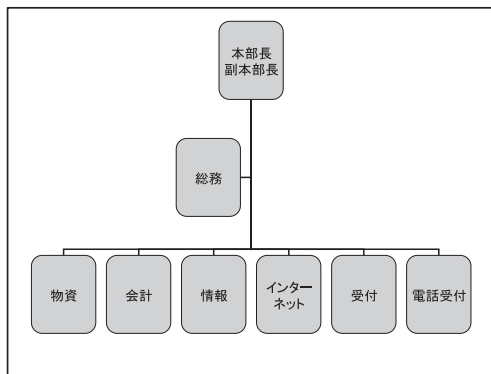 本部長
副本部長
総務
物資
会計
情報
インター
ネット
受付
電話受付